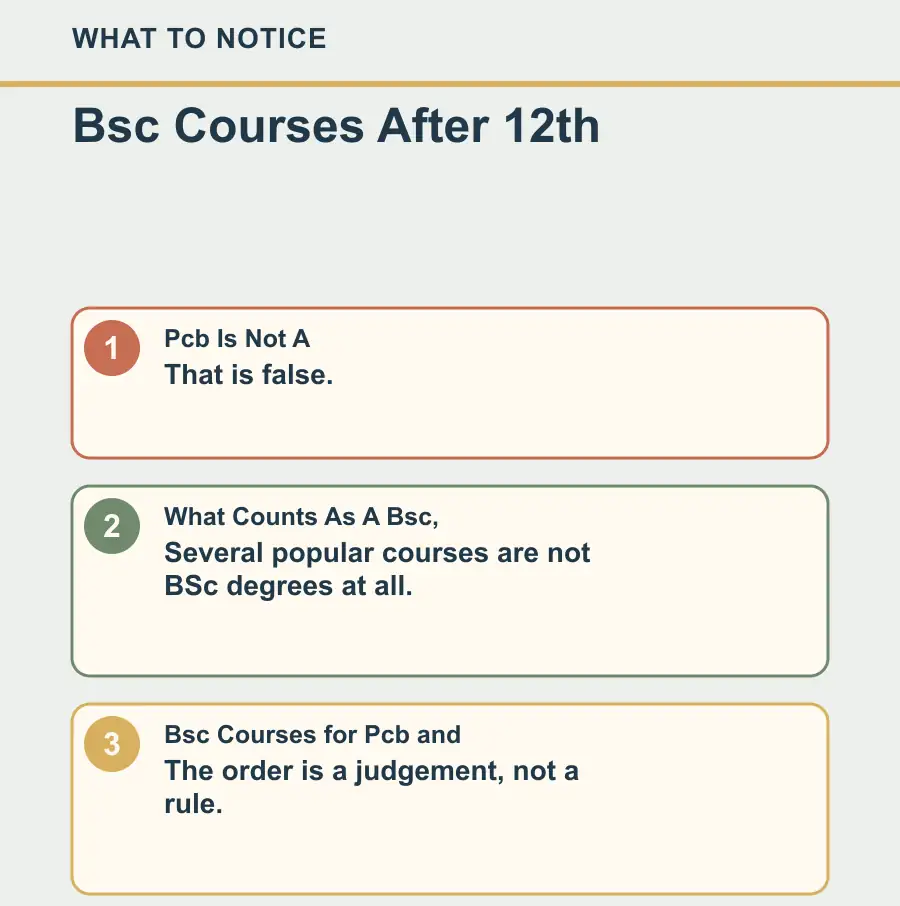 WHAT TO NOTICE
Bsc Courses After 12th
1
Pcb Is Not A
That is false.
2
What Counts As A Bsc,
Several popular courses are not
BSc degrees at all.
3
Bsc Courses for Pcb and
The order is a judgement, not a
rule.